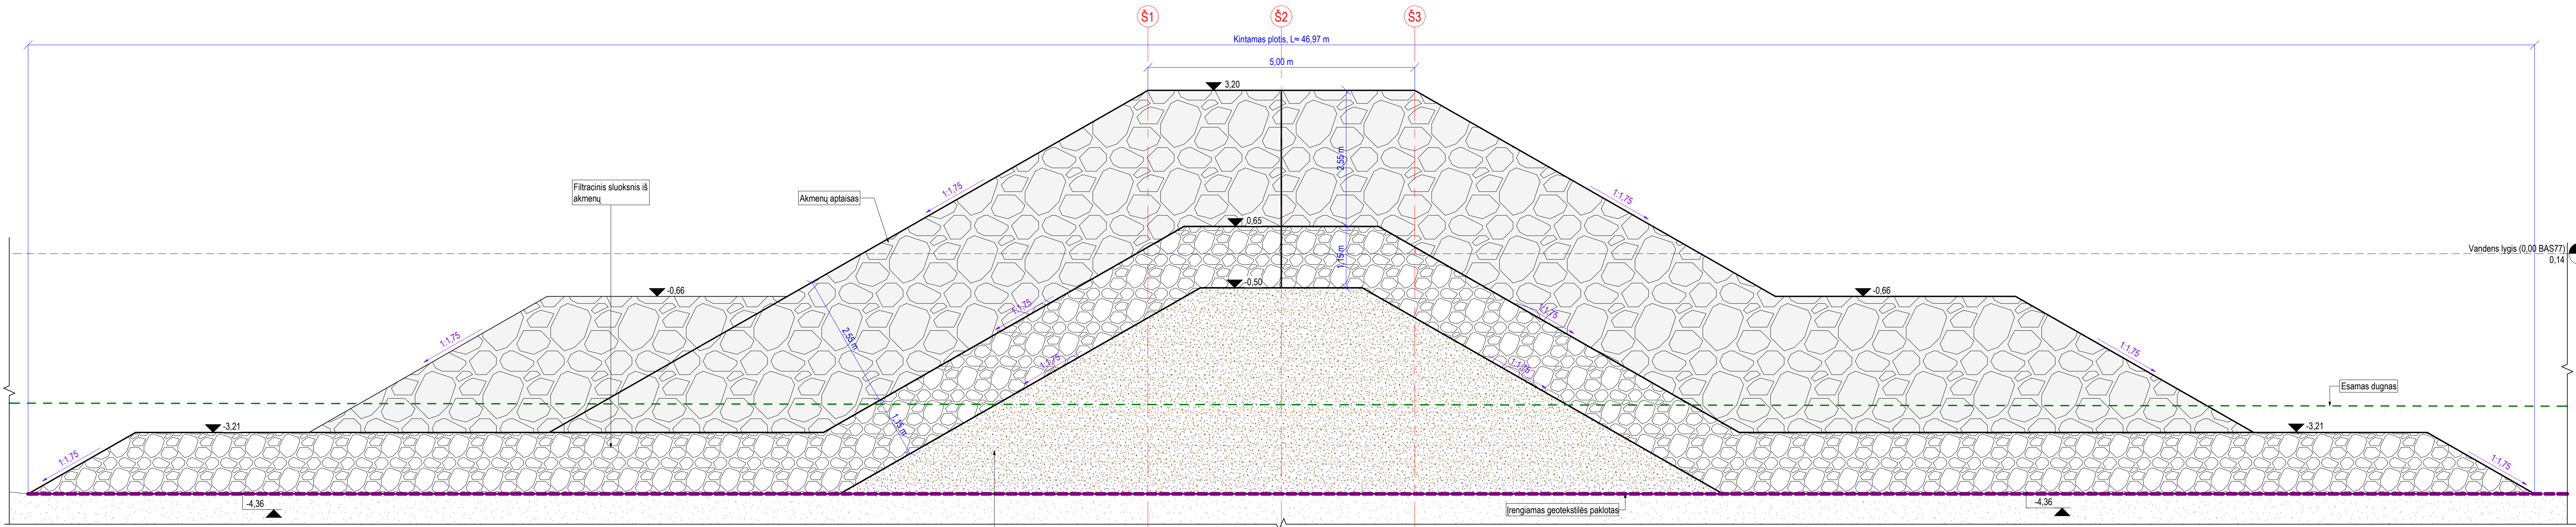 Š1
Š2
Š3
Kintamas plotis, L≈ 46,97 m
5,00 m
3,20
2,55 m
1:1,75
1:1,75
Filtracinis sluoksnis iš
akmenų
Akmenų aptaisas
0,65
Vandens lygis (0,00 BAS77)
0,14
1,15 m
-0,50
-0,66
-0,66
1:1,75
1:1,75
1:1,75
1:1,75
2,55 m
1:1,75
1:1,75
Esamas dugnas
1,15 m
-3,21
-3,21
1:1,75
1:1,75
-4,36
-4,36
Įrengiamas geotekstilės paklotas